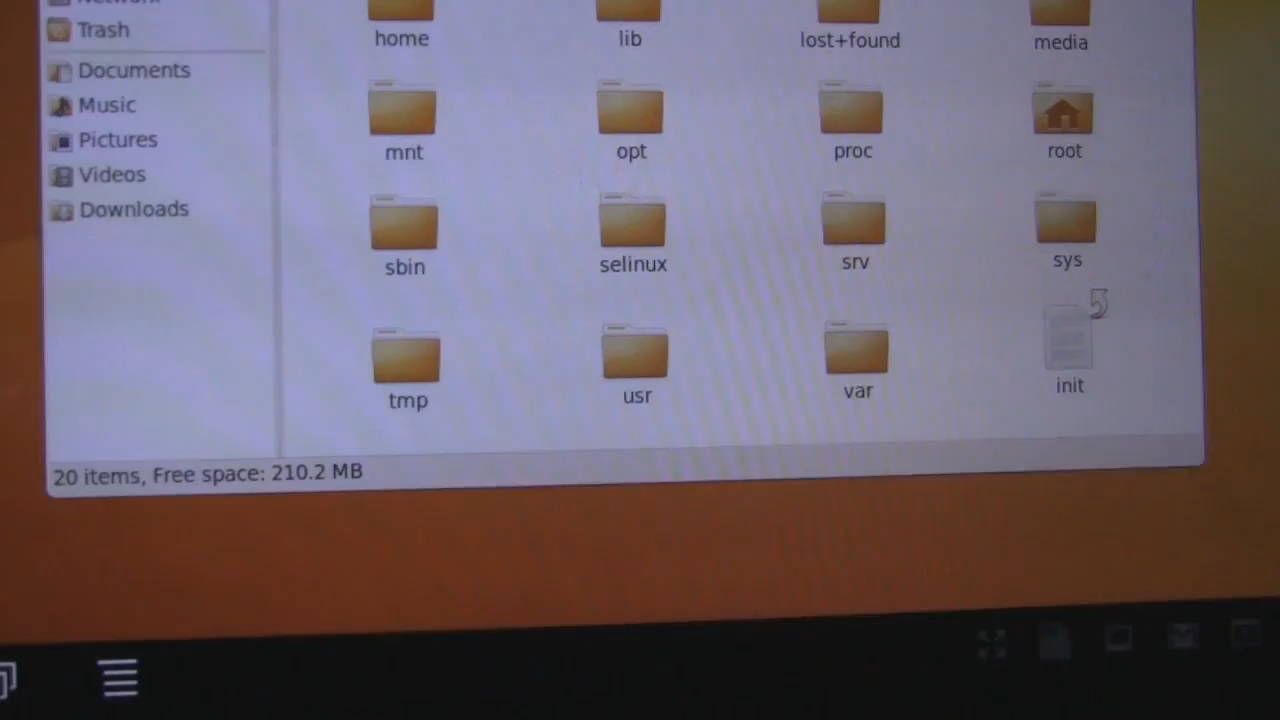 Network
Trash
Documents
Music
Pictures
Videos
Downloads
home
lib
lost+found
media
mnt
opt
proc
root
sbin
selinux
srv
sys
tmp
usr
var
init
20 items, Free space: 210.2 MB